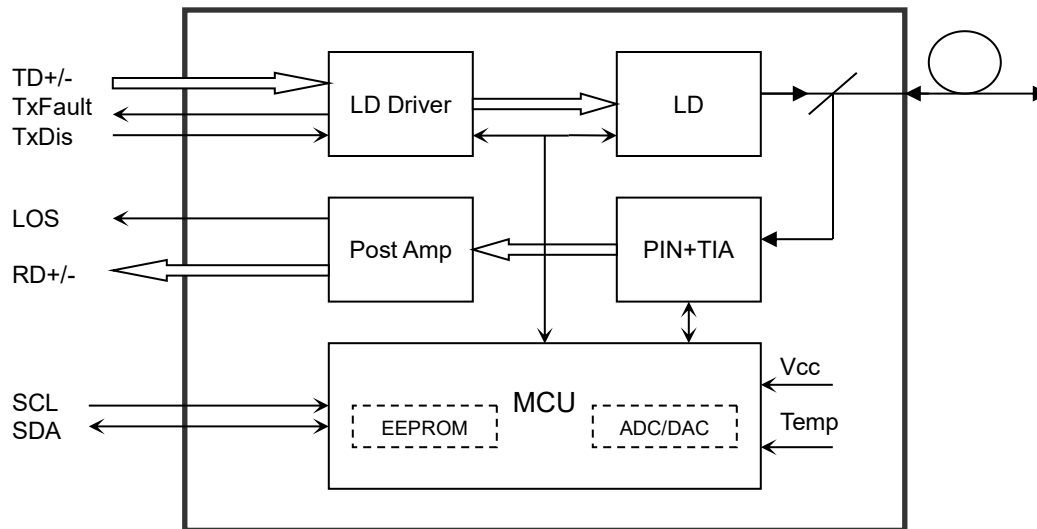 TD+/-
TxFault
TxDis
LD Driver
LD
LOS
RD+/-
Post Amp
PIN+TIA
SCL
SDA
MCU
EEPROM
ADC/DAC
Vcc
Temp